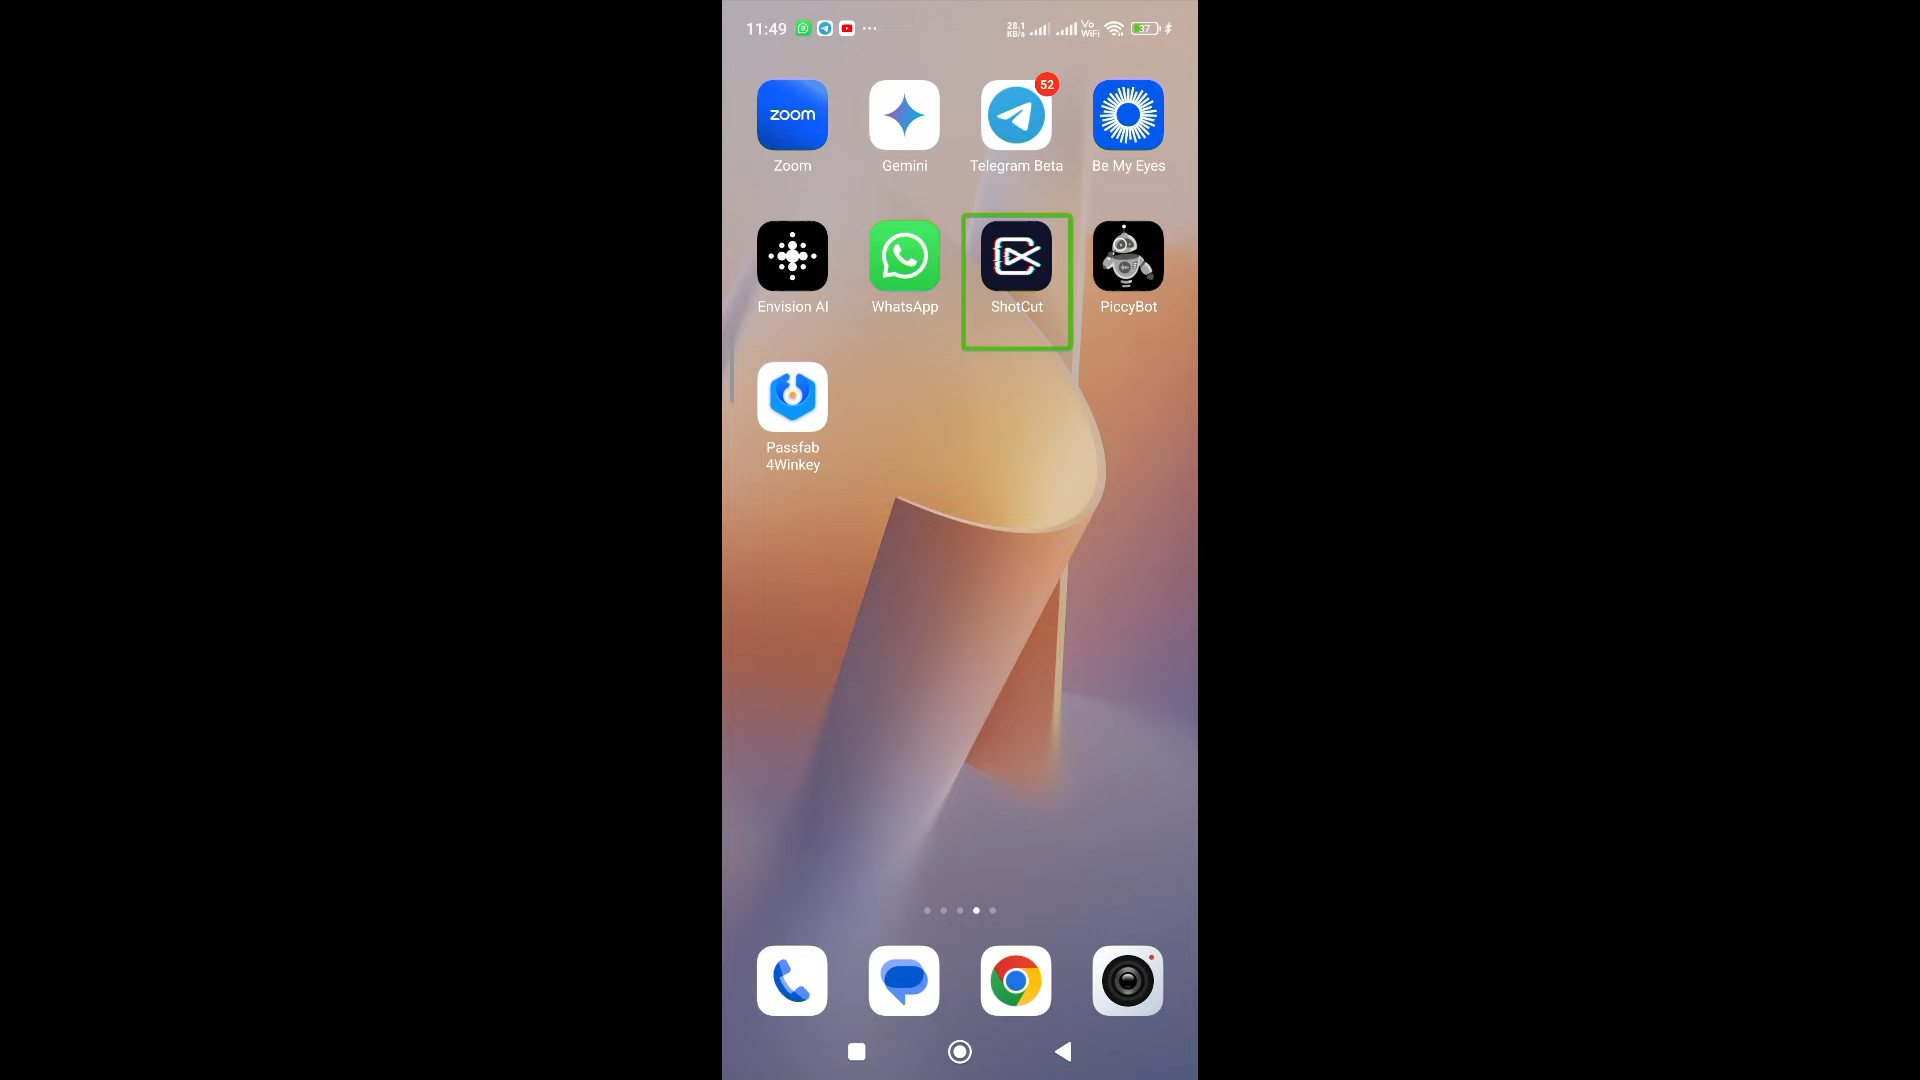 11:49
28.1
KB/s
Vo
WiFi
37
52
zoom
Zoom
Gemini
Telegram Beta
Be My Eyes
Envision AI
WhatsApp
ShotCut
PiccyBot
Passfab
4Winkey